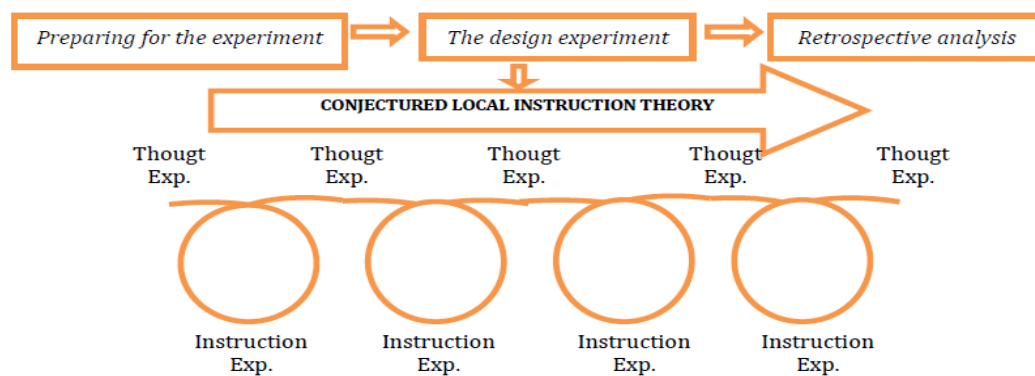 Preparing for the experiment
The design experiment
Retrospective analysis
CONJECTURED LOCAL INSTRUCTION THEORY
Thougt
Exp.
Thougt
Exp.
Thougt
Exp.
Thougt
Exp.
Thougt
Exp.
Instruction
Exp.
Instruction
Exp.
Instruction
Exp.
Instruction
Exp.